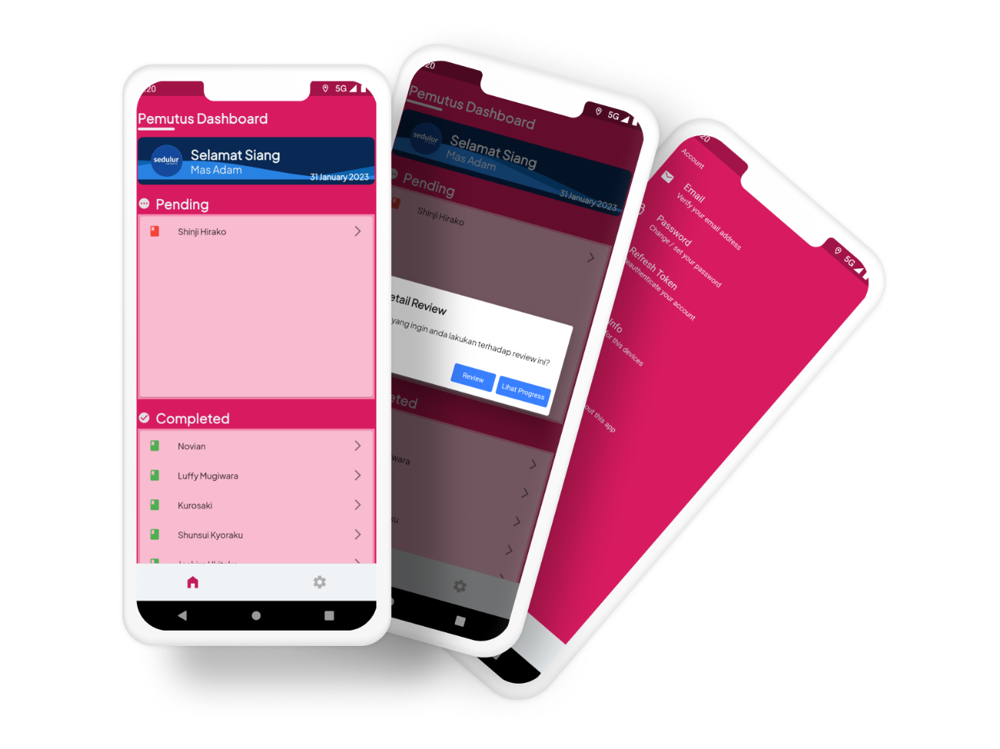 :20
5G
Pemutus Dashboard
sedulur
Selamat Siang
Mas Adam
31 January 2023
Pending
Shinji Hirako
Completed
Novian
Luffy Mugiwara
Kurosaki
Shunsui Kyoraku
:20
5G
Pemutus Dashboard
sedulur
Selamat Siang
Mas Adam
31 January 2023
Pending
Shinji Hirako
etail Review
yang ingin anda lakukan terhadap review ini?
Review
Lihat Progress
eted
wara
ku
:20
5G
Account
Email
Verify your email address
Password
Change / set your password
Refresh Token
eauthenticate your account
Info
for this devices
out this app